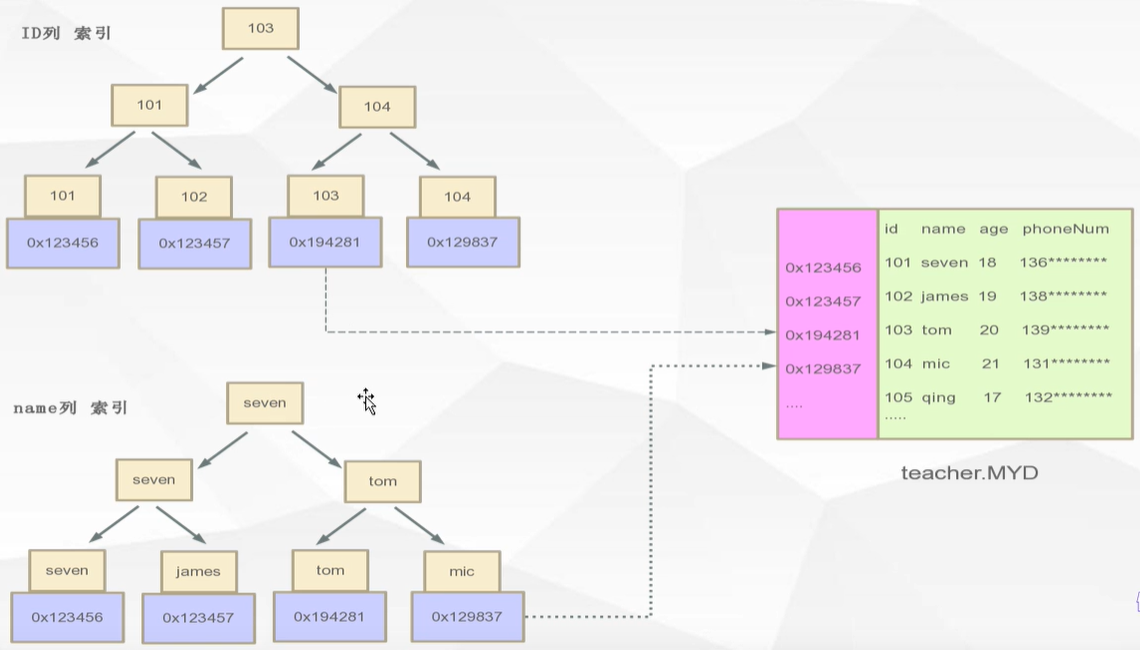 ID列 索引
103
101
104
101 102 103 104
0x123456 0x123457 0x194281 0x129837
name列 索引
seven
seven
tom
seven james tom mic
0x123456 0x123457 0x194281 0x129837
id name age phoneNum
0x123456 101 seven 18 136********
0x123457 102 james 19 138********
0x194281 103 tom 20 139********
0x129837 104 mic 21 131********
.... 105 qing 17 132********
.....
teacher.MYD